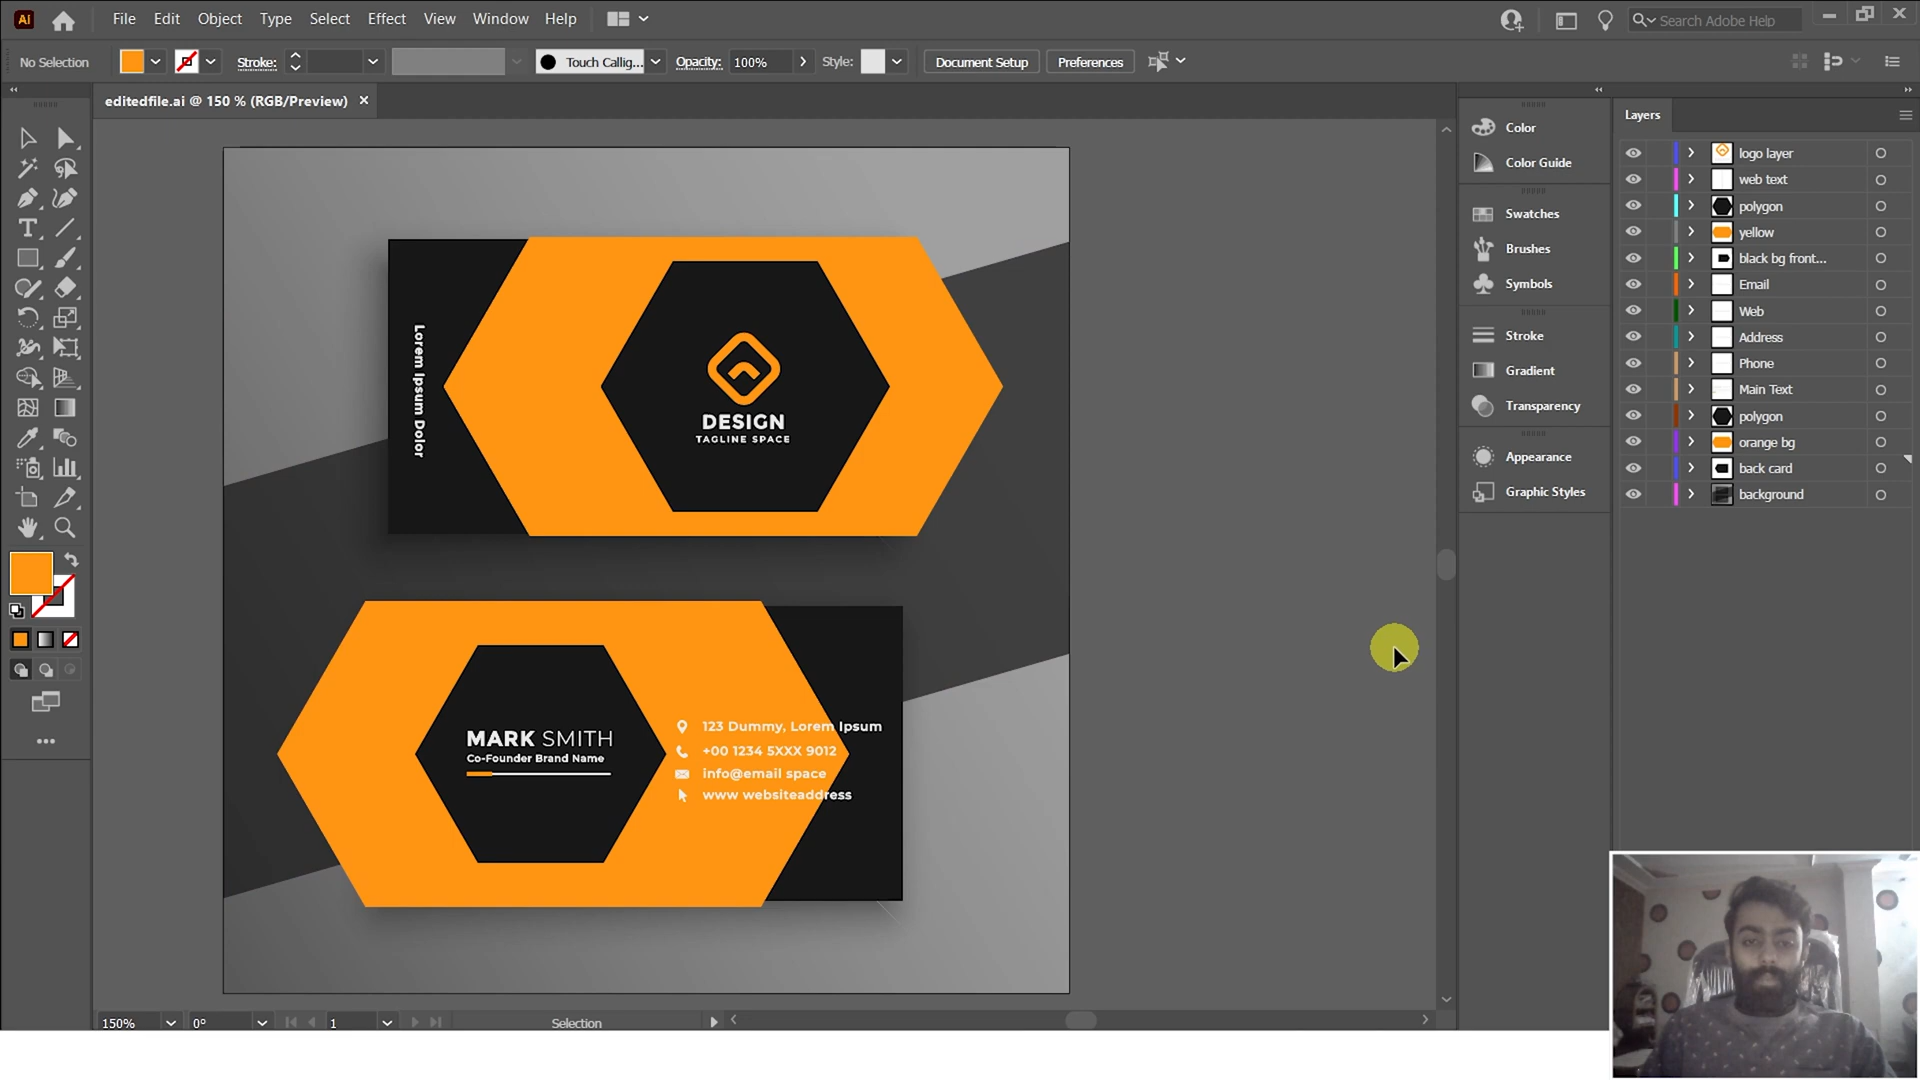 Ai File Edit Object Type Select Effect View Window Help Search Adobe Help
No Selection Stroke: Touch Callig... Opacity: 100% Style: Document Setup Preferences
editedfile.ai @ 150 % (RGB/Preview)
Lorem Ipsum Dolor
DESIGN
TAGLINE SPACE
MARK SMITH
Co-Founder Brand Name
123 Dummy, Lorem Ipsum
+00 1234 5XXX 9012
info@email space
www websiteaddress
Color
Color Guide
Swatches
Brushes
Symbols
Stroke
Gradient
Transparency
Appearance
Graphic Styles
Layers
logo layer
web text
polygon
yellow
black bg front...
Email
Web
Address
Phone
Main Text
polygon
orange bg
back card
background
150% 0° 1 Selection